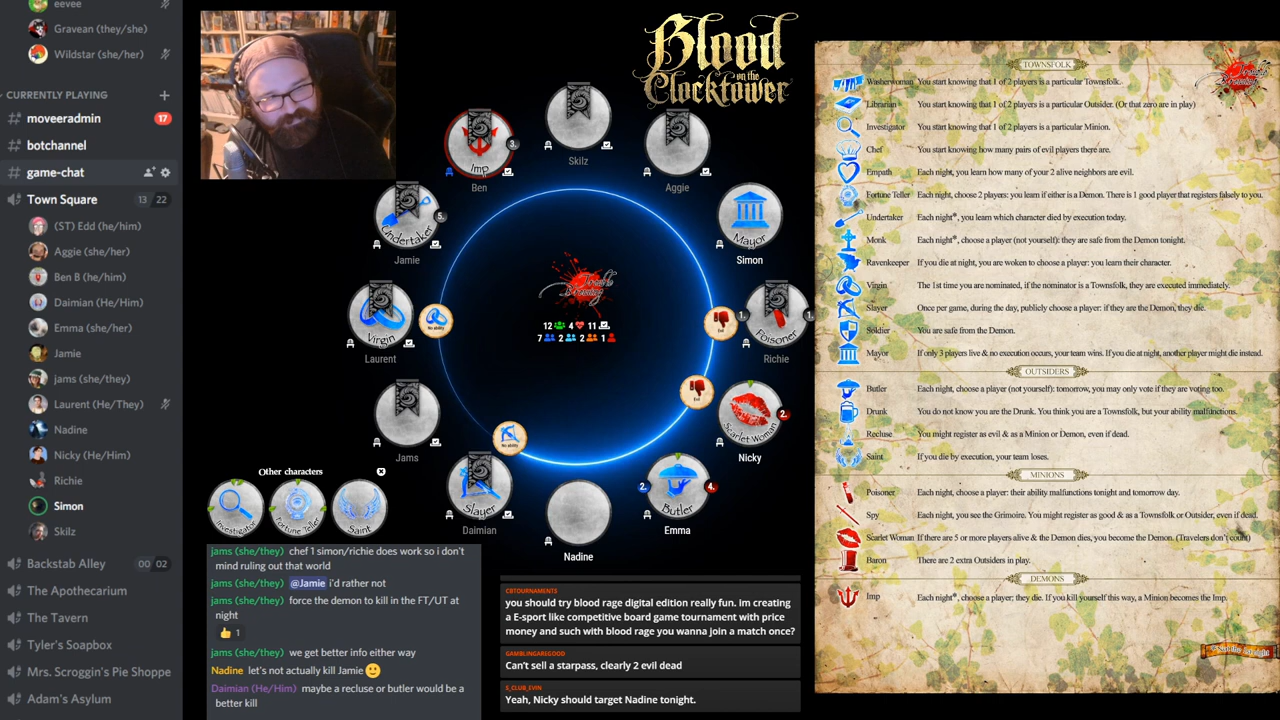 eevee
Gravean (they/she)
Wildstar (she/her)
CURRENTLY PLAYING
moveeradmin
17
botchannel
game-chat
Town Square
13 22
(ST) Edd (he/him)
Aggie (she/her)
Ben B (he/him)
Daimian (He/Him)
Emma (she/her)
Jamie
jams (she/they)
Laurent (He/They)
Nadine
Nicky (He/Him)
Richie
Simon
Skilz
Backstab Alley
00 02
The Apothecarium
The Tavern
Tyler's Soapbox
Mrs. Scroggin's Pie Shoppe
Adam's Asylum
Blood
on the
Clocktower
Skilz
Imp
3.
Ben
Aggie
Undertaker
5.
Jamie
Mayor
Simon
Virgin
No ability
Laurent
12 4 11
7 2 2 1
Evil
1.
Poisoner
1.
Richie
Jams
Evil
Scarlet Woman
2.
Nicky
No ability
Slayer
Daimian
Nadine
2.
Butler
4.
Emma
Other characters
Investigator
Fortune Teller
Saint
jams (she/they) chef 1 simon/richie does work so i don't
mind ruling out that world
jams (she/they) @Jamie i'd rather not
jams (she/they) force the demon to kill in the FT/UT at
night
1
jams (she/they) we get better info either way
Nadine let's not actually kill Jamie
Daimian (He/Him) maybe a recluse or butler would be a
better kill
CBTOURNAMENTS
you should try blood rage digital edition really fun. Im creating
a E-sport like competitive board game tournament with price
money and such with blood rage you wanna join a match once?
GAMBLINGAREGOOD
Can't sell a starpass, clearly 2 evil dead
S_CLUB_EVIN
Yeah, Nicky should target Nadine tonight.
Trouble Brewing
TOWNSFOLK
Washerwoman You start knowing that 1 of 2 players is a particular Townsfolk.
Librarian You start knowing that 1 of 2 players is a particular Outsider. (Or that zero are in play)
Investigator You start knowing that 1 of 2 players is a particular Minion.
Chef You start knowing how many pairs of evil players there are.
Empath Each night, you learn how many of your 2 alive neighbors are evil.
Fortune Teller Each night, choose 2 players: you learn if either is a Demon. There is 1 good player that registers falsely to you.
Undertaker Each night*, you learn which character died by execution today.
Monk Each night*, choose a player (not yourself): they are safe from the Demon tonight.
Ravenkeeper If you die at night, you are woken to choose a player: you learn their character.
Virgin The 1st time you are nominated, if the nominator is a Townsfolk, they are executed immediately.
Slayer Once per game, during the day, publicly choose a player: if they are the Demon, they die.
Soldier You are safe from the Demon.
Mayor If only 3 players live & no execution occurs, your team wins. If you die at night, another player might die instead.
OUTSIDERS
Butler Each night, choose a player (not yourself): tomorrow, you may only vote if they are voting too.
Drunk You do not know you are the Drunk. You think you are a Townsfolk, but your ability malfunctions.
Recluse You might register as evil & as a Minion or Demon, even if dead.
Saint If you die by execution, your team loses.
MINIONS
Poisoner Each night, choose a player: their ability malfunctions tonight and tomorrow day.
Spy Each night, you see the Grimoire. You might register as good & as a Townsfolk or Outsider, even if dead.
Scarlet Woman If there are 5 or more players alive & the Demon dies, you become the Demon. (Travelers don't count)
Baron There are 2 extra Outsiders in play.
DEMONS
Imp Each night*, choose a player; they die. If you kill yourself this way, a Minion becomes the Imp.